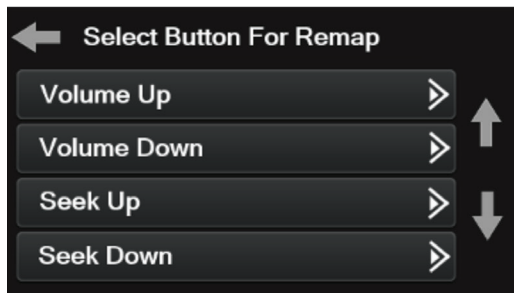 Select Button For Remap
Volume Up
Volume Down
Seek Up
Seek Down